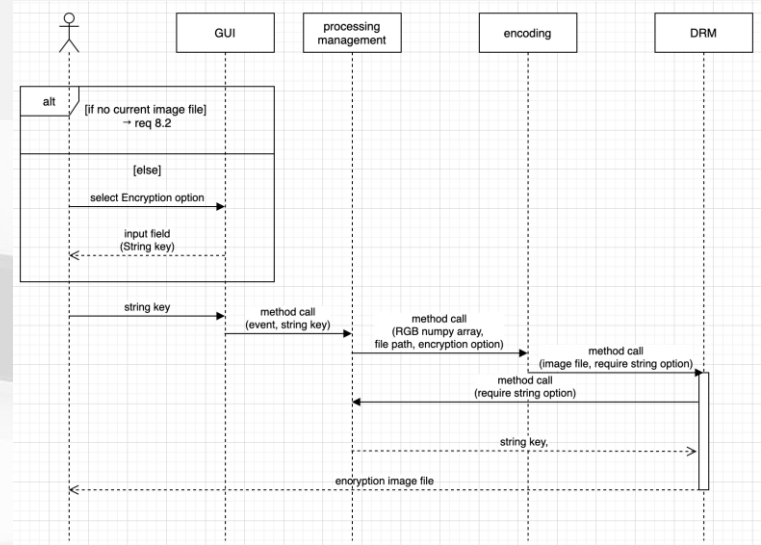 GUI
processing
management
encoding
DRM
alt
[if no current image file]
→ req 8.2
[else]
select Encryption option
input field
(String key)
string key
method call
(event, string key)
method call
(RGB numpy array,
file path, encryption option)
method call
(image file, require string option)
method call
(require string option)
string key,
encryption image file